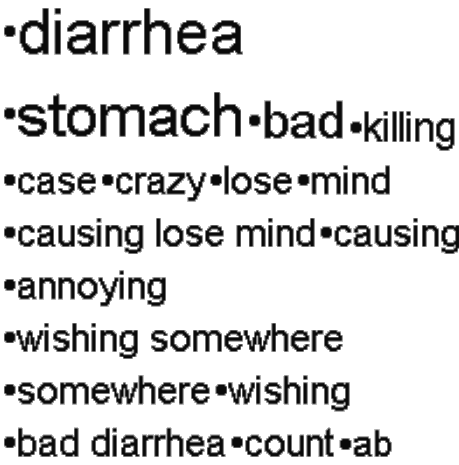 •diarrhea
•stomach•bad•killing
•case•crazy•lose•mind
•causing lose mind•causing
•annoying
•wishing somewhere
•somewhere•wishing
•bad diarrhea•count•ab